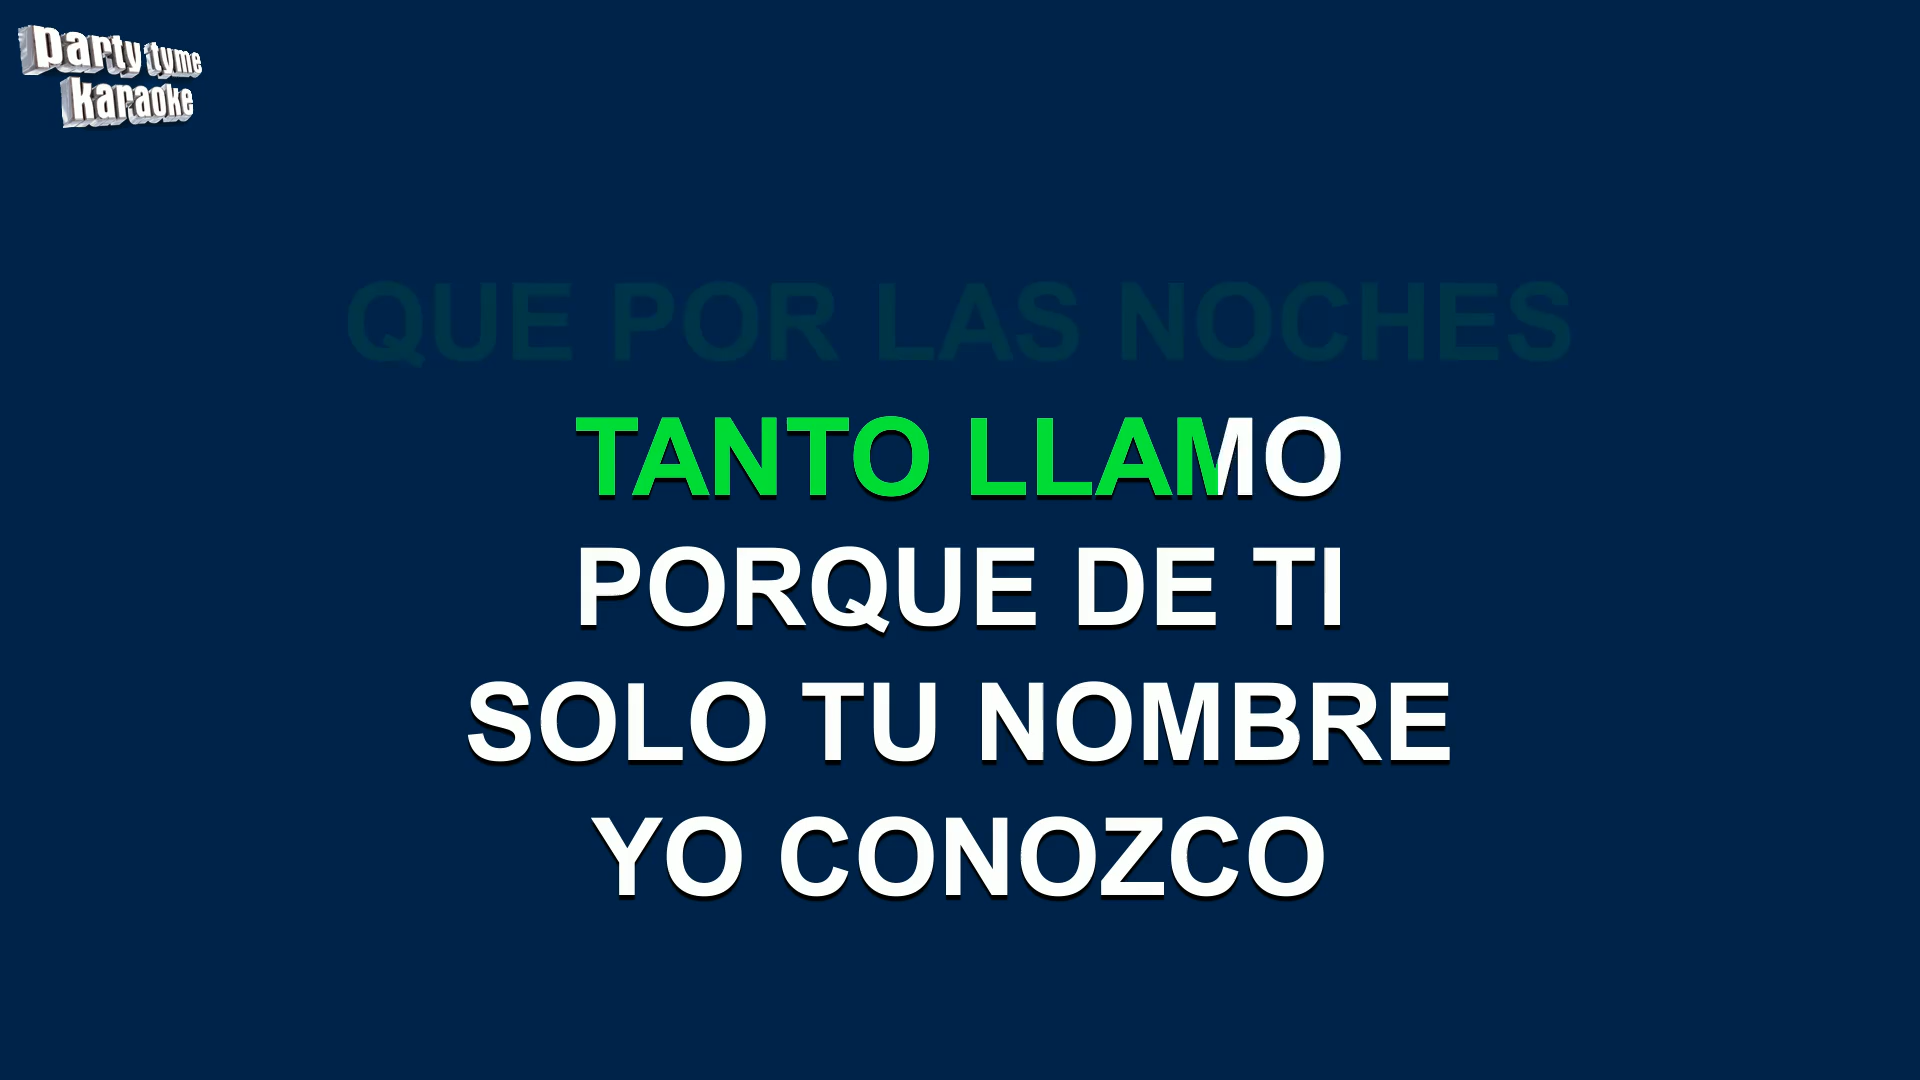 party tyme
karaoke
QUE POR LAS NOCHES
TANTO LLAMO
PORQUE DE TI
SOLO TU NOMBRE
YO CONOZCO